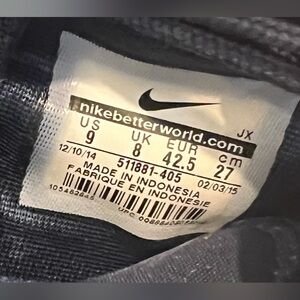 JX
nikebetterworld.com
US UK EUR cm
9 8 42.5 27
12/10/14 511881-405 02/03/15
MADE IN INDONESIA
FABRIQUE EN INDONESIE